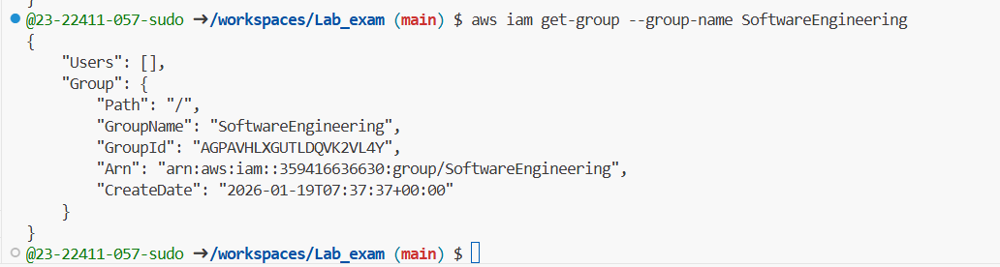 }
@23-22411-057-sudo ➜/workspaces/Lab_exam (main) $ aws iam get-group --group-name SoftwareEngineering
{
    "Users": [],
    "Group": {
        "Path": "/",
        "GroupName": "SoftwareEngineering",
        "GroupId": "AGPAVHLXGUTLDQVK2VL4Y",
        "Arn": "arn:aws:iam::359416636630:group/SoftwareEngineering",
        "CreateDate": "2026-01-19T07:37:37+00:00"
    }
}
@23-22411-057-sudo ➜/workspaces/Lab_exam (main) $